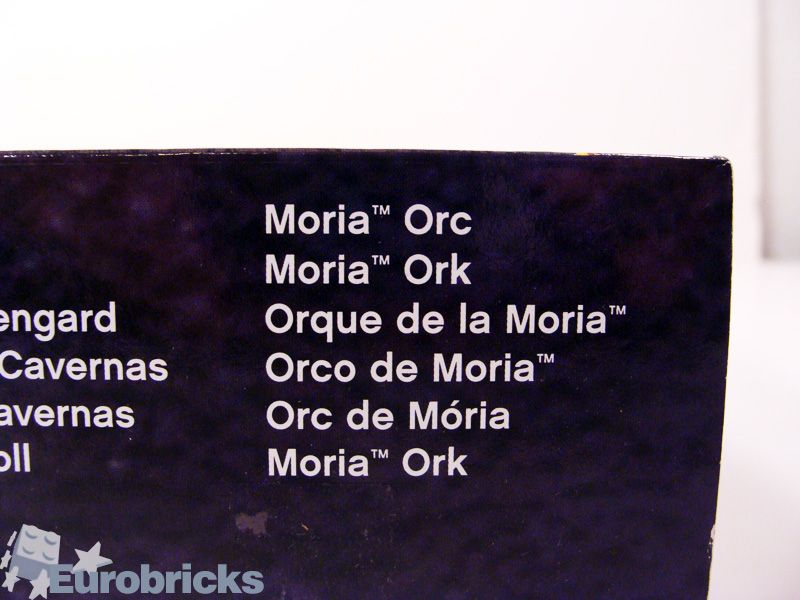 Moria™ Orc
Moria™ Ork
engard
Orque de la Moria™
Cavernas
Orco de Moria™
avernas
Orc de Mória
oll
Moria™ Ork
Eurobricks